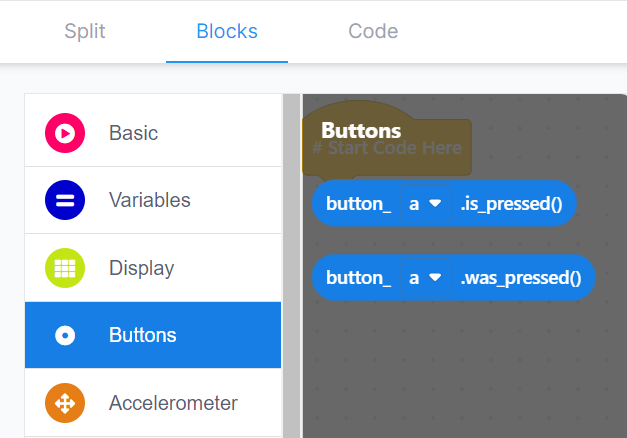 Split Blocks Code
Basic
Variables
Display
Buttons
Accelerometer
Buttons
# Start Code Here
button_ a .is_pressed()
button_ a .was_pressed()